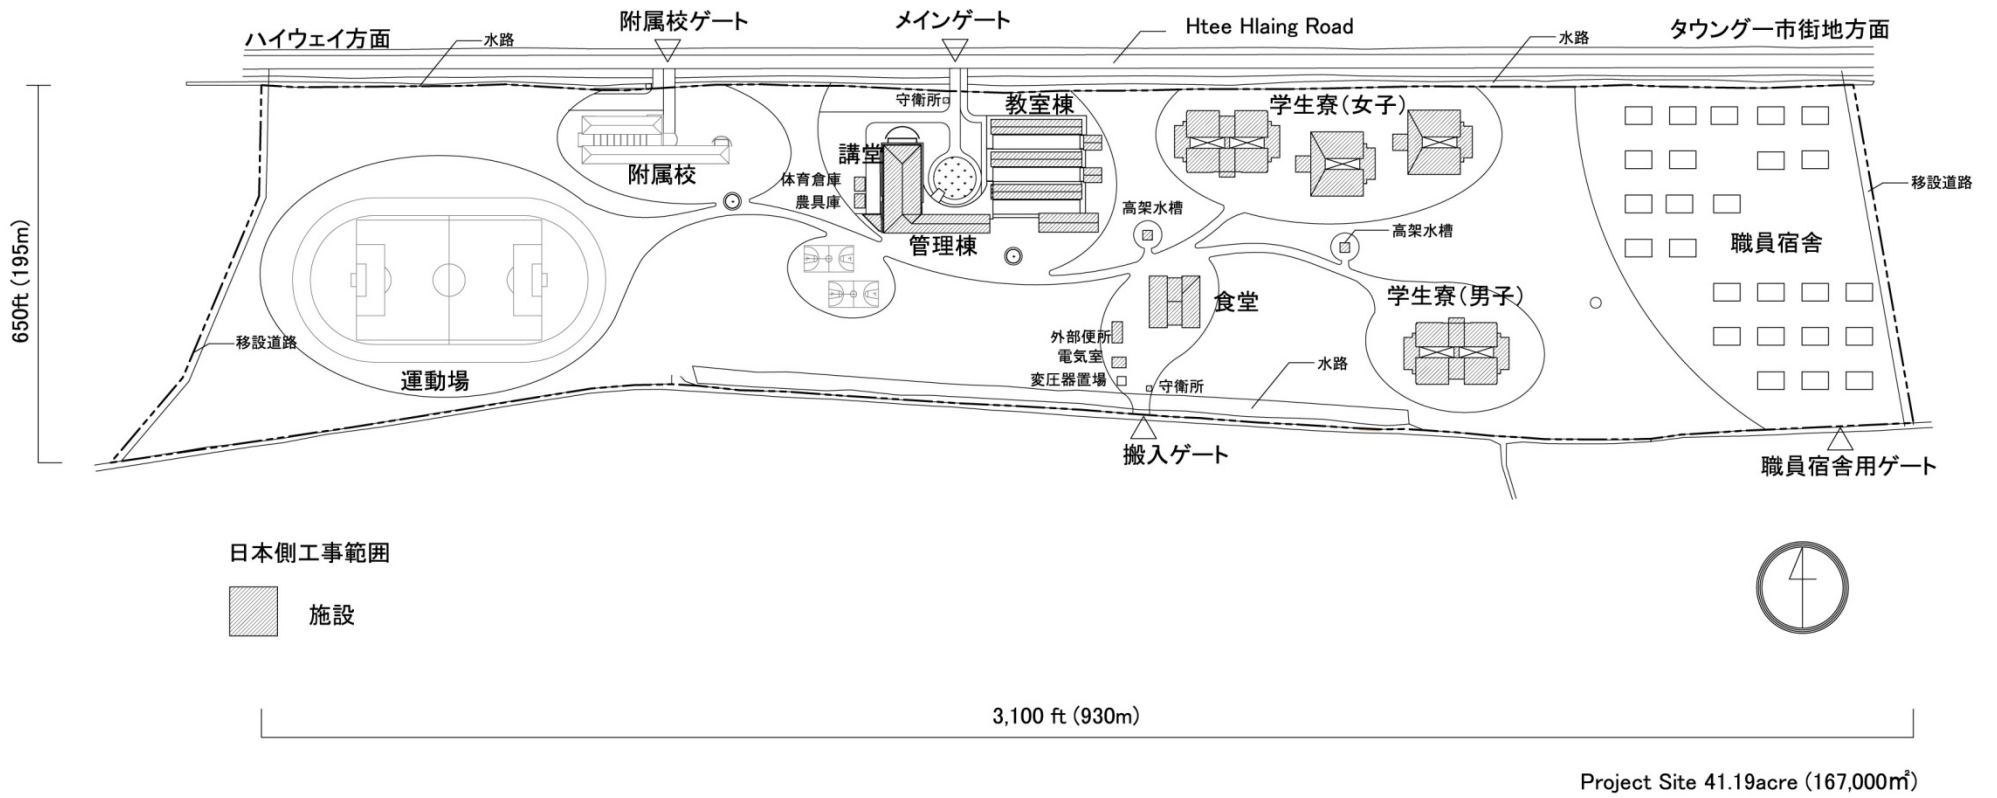 附属校ゲート
メインゲート
Htee Hlaing Road
ハイウェイ方面
水路
水路
タウングー市街地方面
守衛所
教室棟
学生寮(女子)
講堂
附属校
体育倉庫
農具庫
移設道路
高架水槽
高架水槽
管理棟
職員宿舎
650ft (195m)
食堂
学生寮(男子)
外部便所
移設道路
電気室
水路
運動場
変圧器置場
守衛所
搬入ゲート
職員宿舎用ゲート
日本側工事範囲
施設
3,100 ft (930m)
Project Site 41.19acre (167,000㎡)